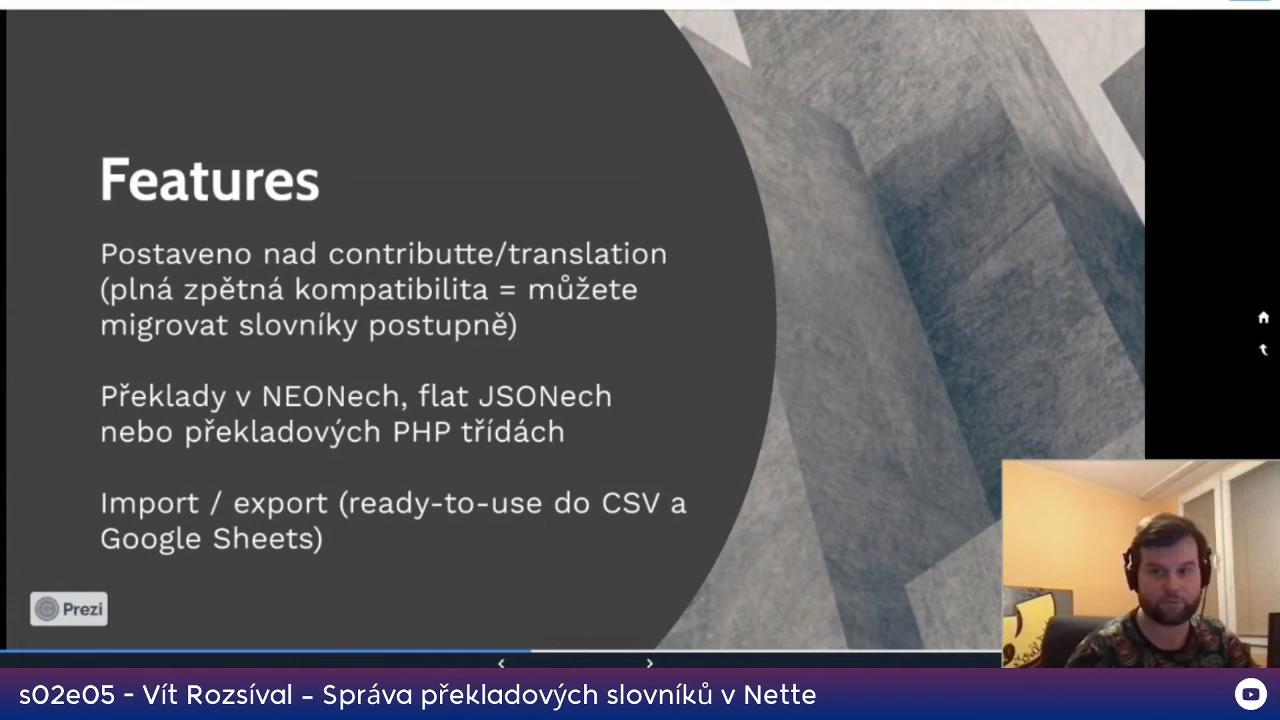 Features
Postaveno nad contributte/translation
(plná zpětná kompatibilita = můžete
migrovat slovníky postupně)
Překlady v NEONech, flat JSONech
nebo překladových PHP třídách
Import / export (ready-to-use do CSV a
Google Sheets)
Prezi
s02e05 - Vít Rozsíval – Správa překladových slovníků v Nette